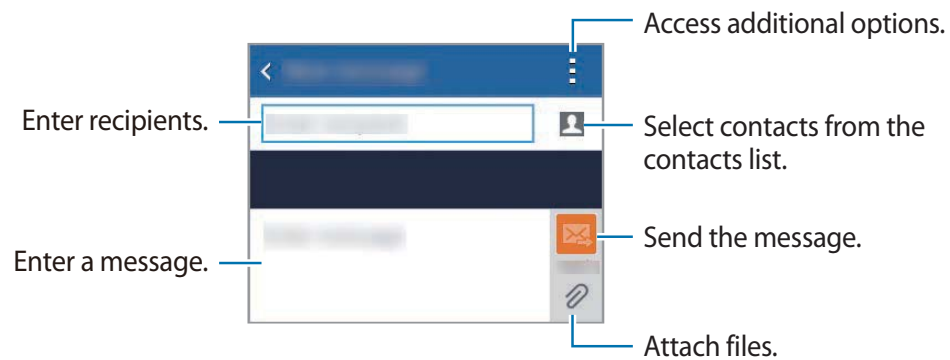 Access additional options.
Enter recipients.
Select contacts from the
contacts list.
Send the message.
Enter a message.
Attach files.